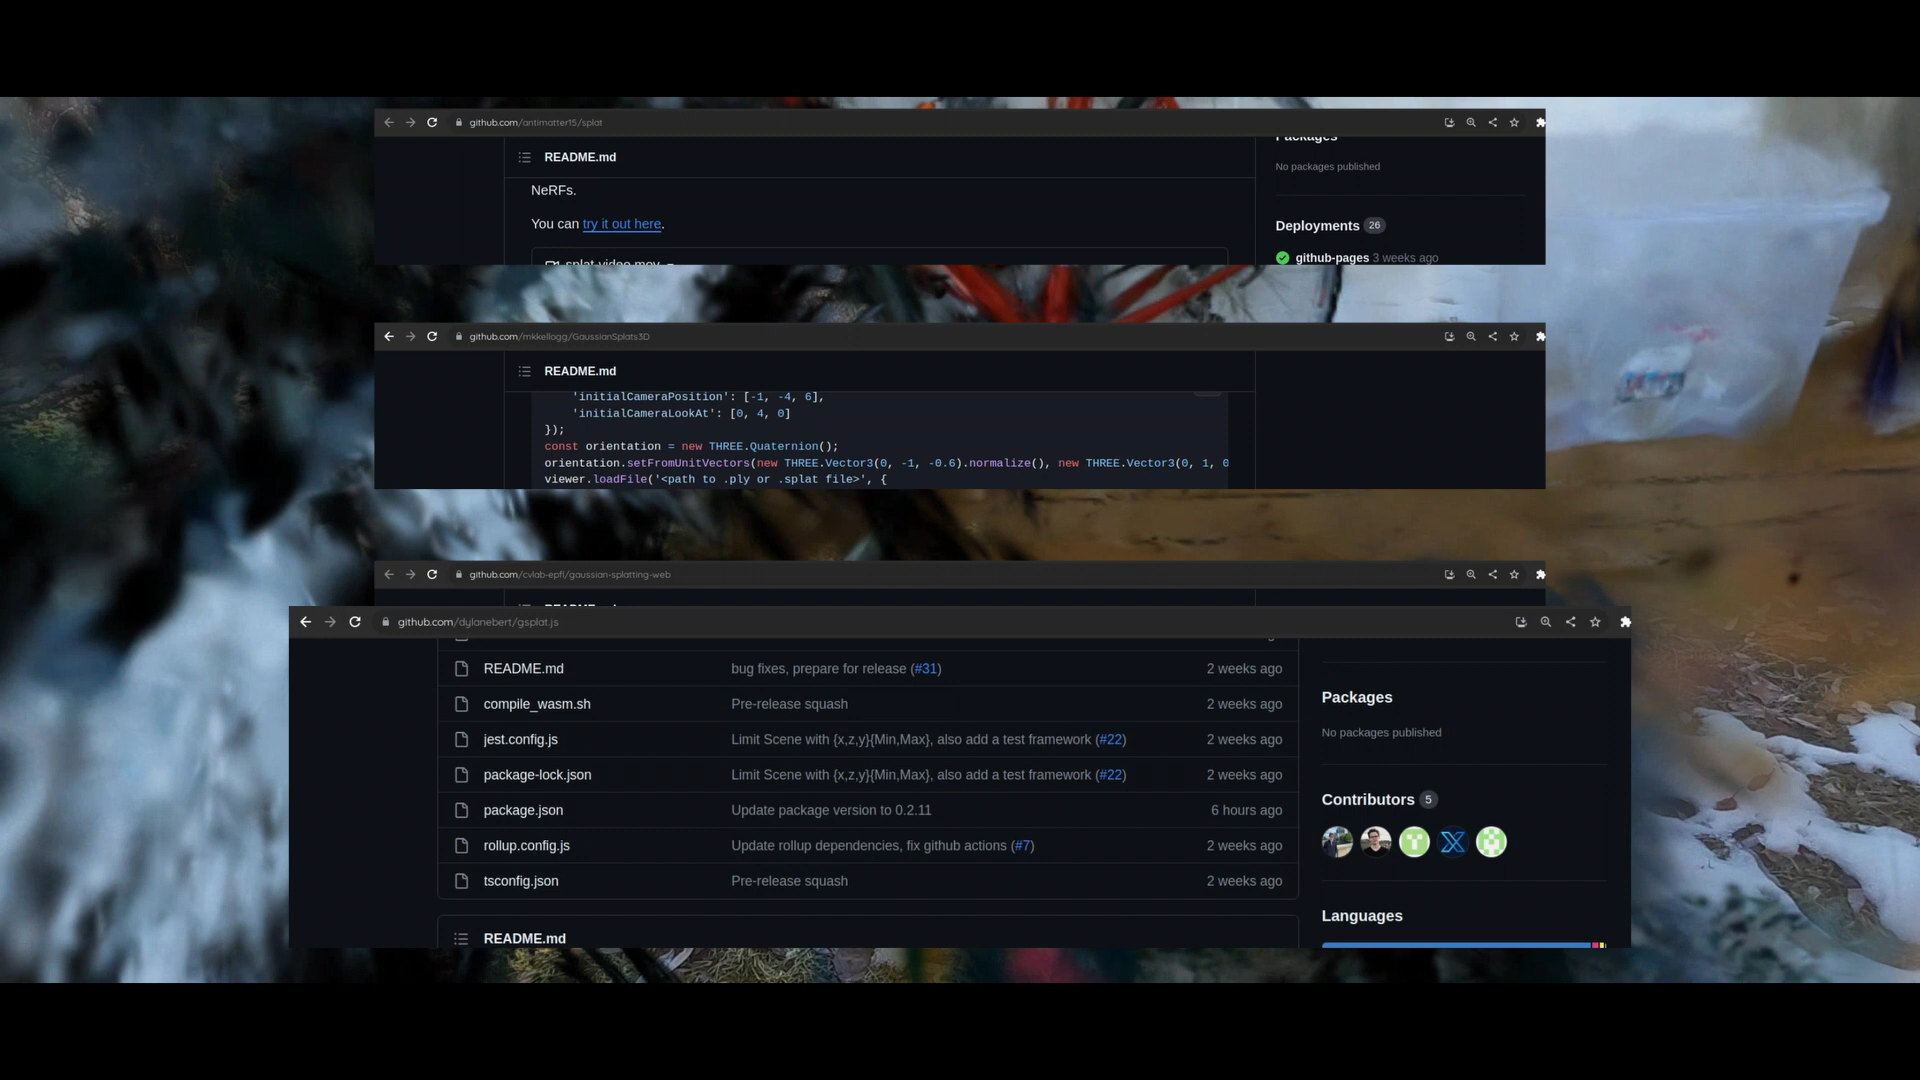 github.com/antimatter15/splat
Packages
README.md
No packages published
NeRFs.
You can try it out here.
Deployments 26
splat-video.mov
github-pages 3 weeks ago
github.com/mkkellogg/GaussianSplats3D
README.md
'initialCameraPosition': [-1, -4, 6],
'initialCameraLookAt': [0, 4, 0]
});
const orientation = new THREE.Quaternion();
orientation.setFromUnitVectors(new THREE.Vector3(0, -1, -0.6).normalize(), new THREE.Vector3(0, 1, 0
viewer.loadFile('<path to .ply or .splat file>', {
github.com/cvlab-epfl/gaussian-splatting-web
README.md
github.com/dylanebert/gsplat.js
README.md bug fixes, prepare for release (#31) 2 weeks ago
compile_wasm.sh Pre-release squash 2 weeks ago
jest.config.js Limit Scene with {x,z,y}{Min,Max}, also add a test framework (#22) 2 weeks ago
package-lock.json Limit Scene with {x,z,y}{Min,Max}, also add a test framework (#22) 2 weeks ago
package.json Update package version to 0.2.11 6 hours ago
rollup.config.js Update rollup dependencies, fix github actions (#7) 2 weeks ago
tsconfig.json Pre-release squash 2 weeks ago
README.md
Packages
No packages published
Contributors 5
Languages